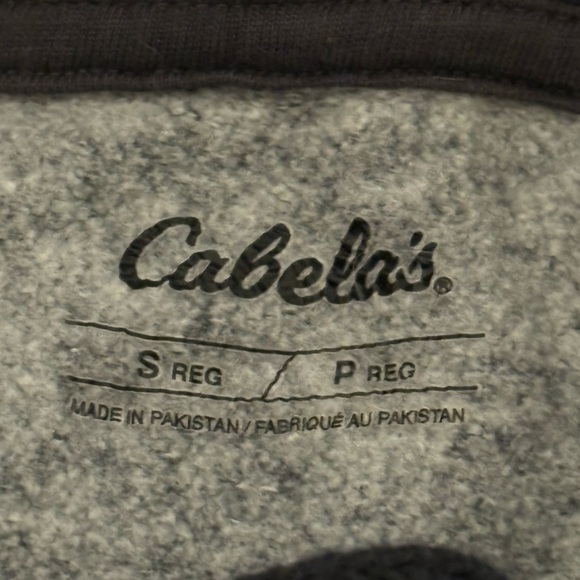 Cabela's®
S REG / P REG
MADE IN PAKISTAN / FABRIQUÉ AU PAKISTAN